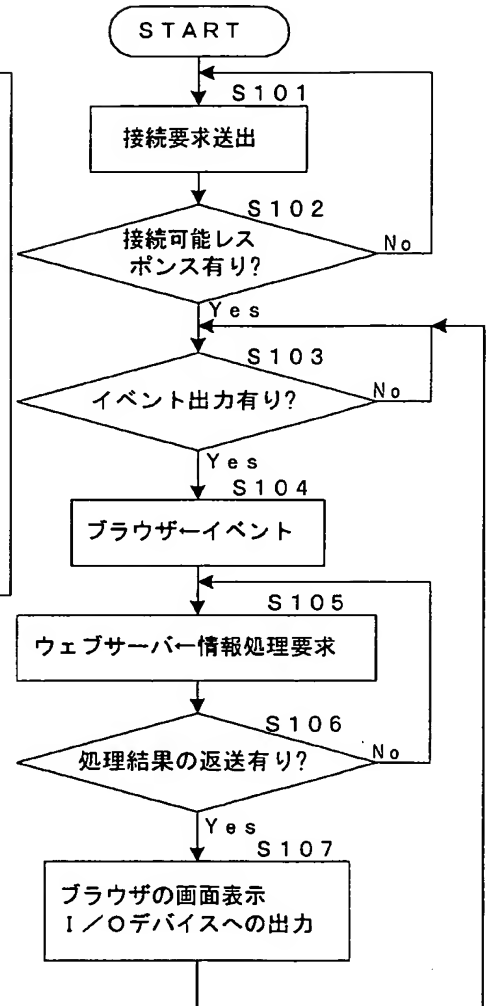 START
S101
接続要求送出
S102
接続可能レス
ポンス有り?
No
Yes
S103
イベント出力有り?
No
Yes
S104
ブラウザ←イベント
S105
ウェブサーバ←情報処理要求
S106
処理結果の返送有り?
No
Yes
S107
ブラウザの画面表示
I/Oデバイスへの出力